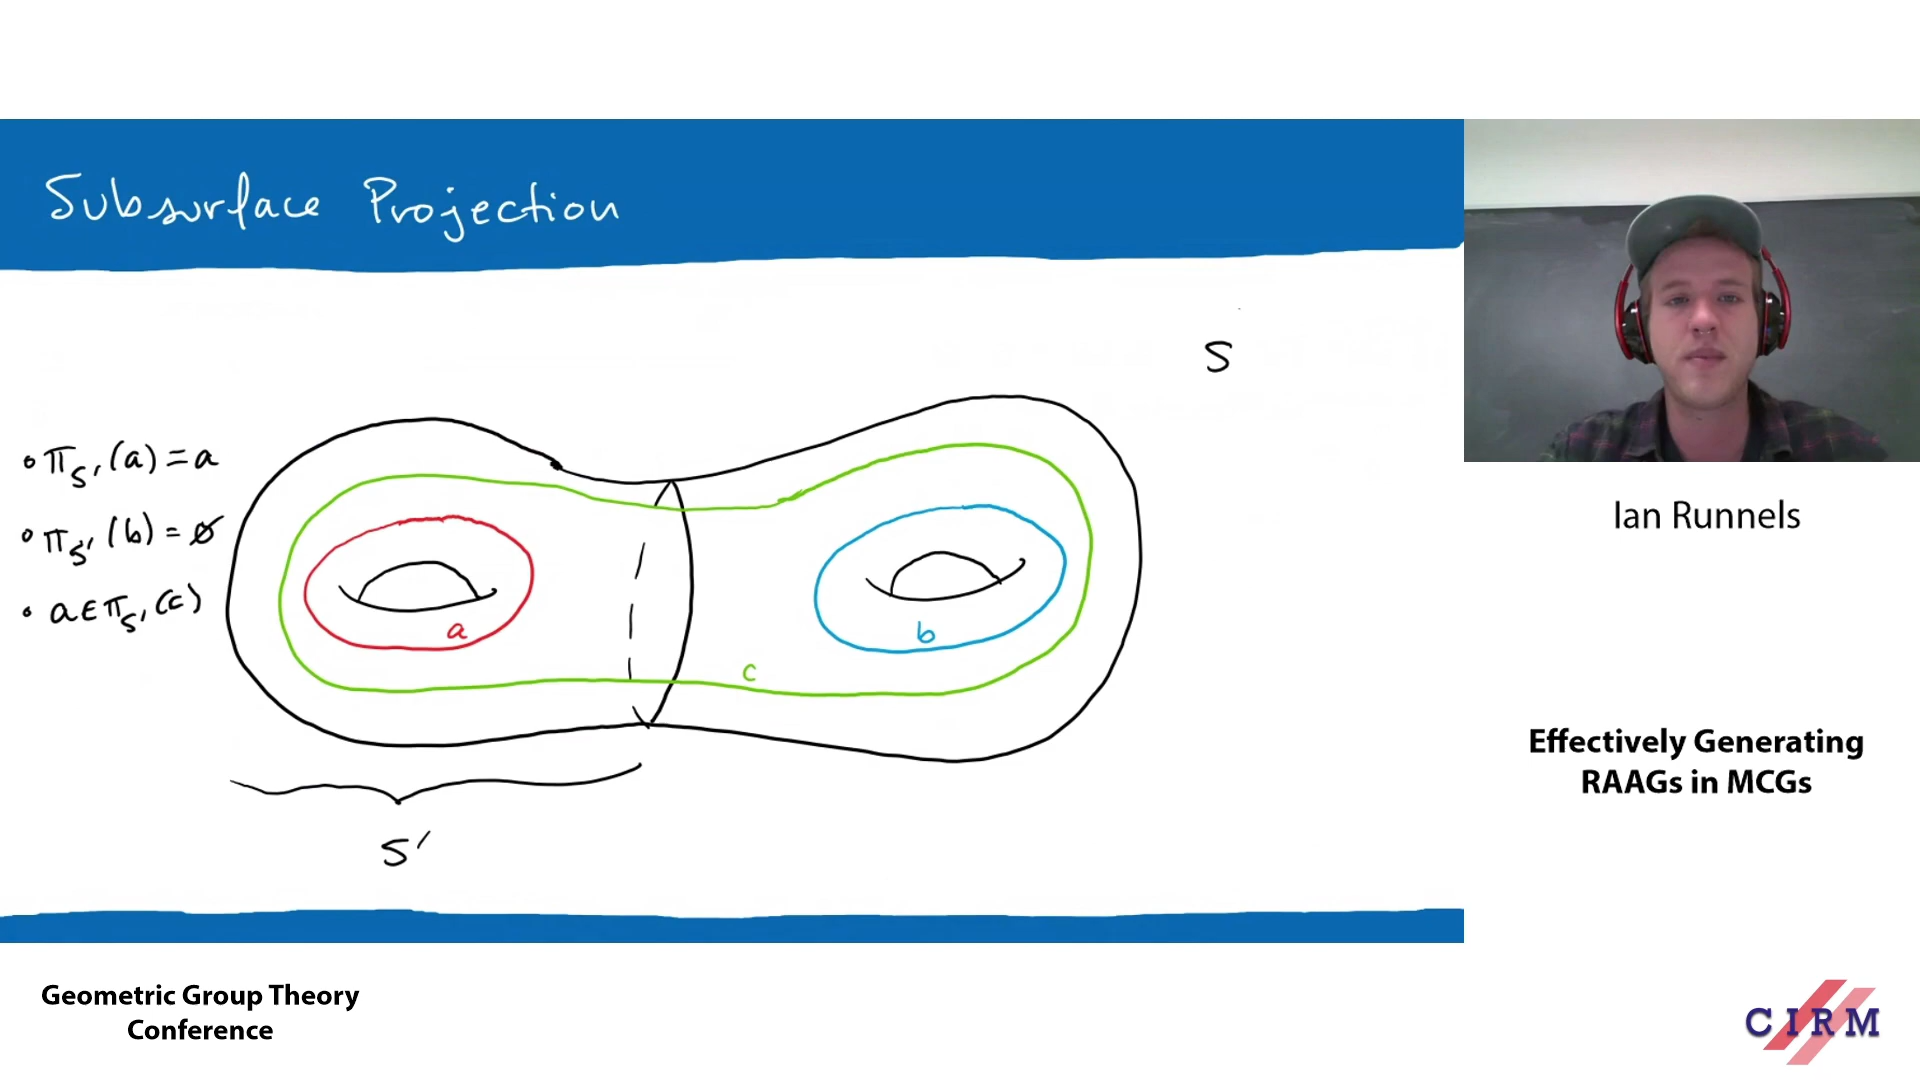 Subsurface Projection
S
∘ π_S' (a) = a
∘ π_S' (b) = ∅
∘ a ∈ π_S' (c)
a
b
c
S'
Ian Runnels
Effectively Generating
RAAGs in MCGs
Geometric Group Theory
Conference
CIRM